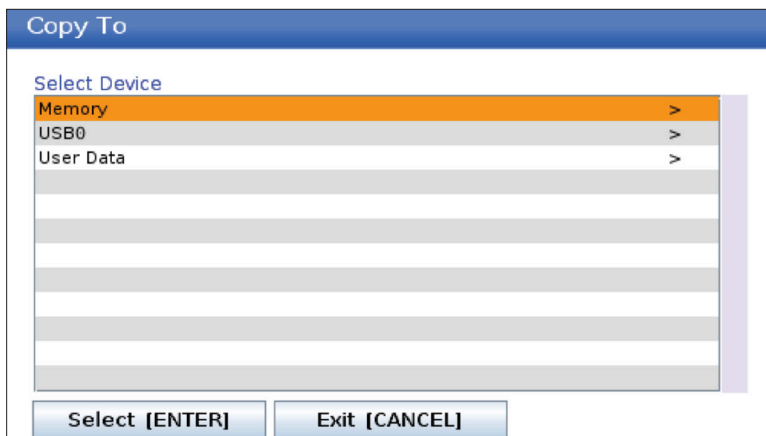 Copy To
Select Device
Memory >
USB0 >
User Data >
Select [ENTER] Exit [CANCEL]